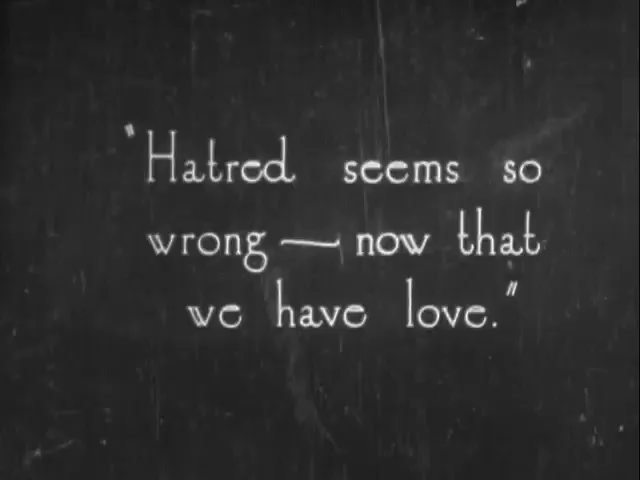 "Hatred seems so
wrong — now that
we have love."